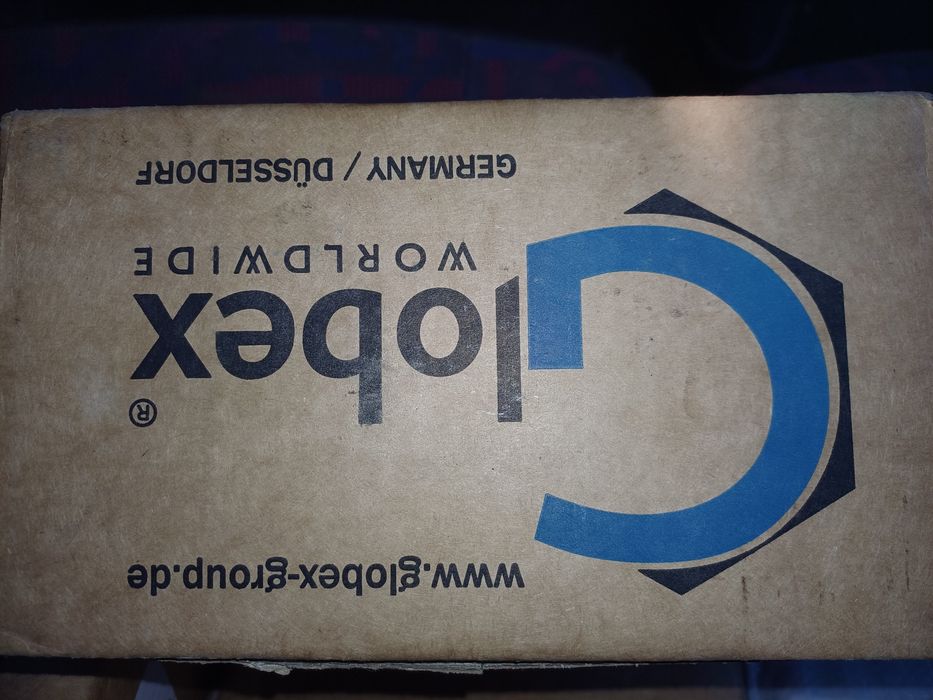 www.globex-group.de
Globex®
WORLDWIDE
GERMANY / DÜSSELDORF